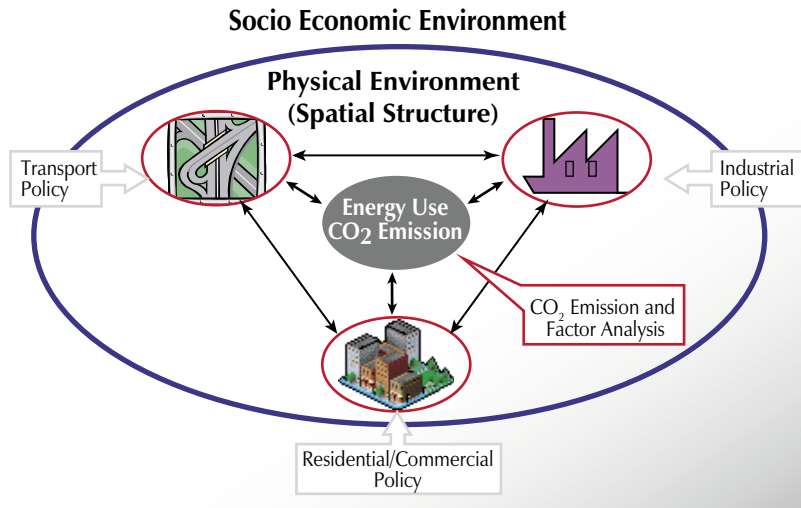 Socio Economic Environment
Physical Environment
(Spatial Structure)
Transport
Policy
Industrial
Policy
Energy Use
CO2 Emission
CO₂ Emission and
Factor Analysis
Residential/Commercial
Policy